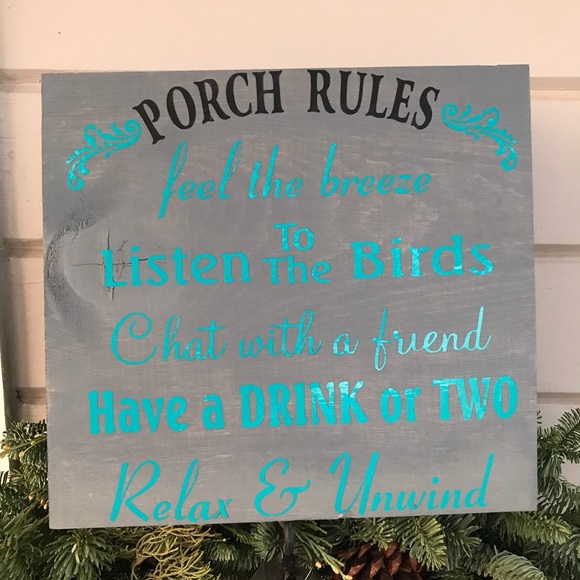 PORCH RULES
feel the breeze
Listen To The Birds
Chat with a friend
Have a DRINK or TWO
Relax & Unwind